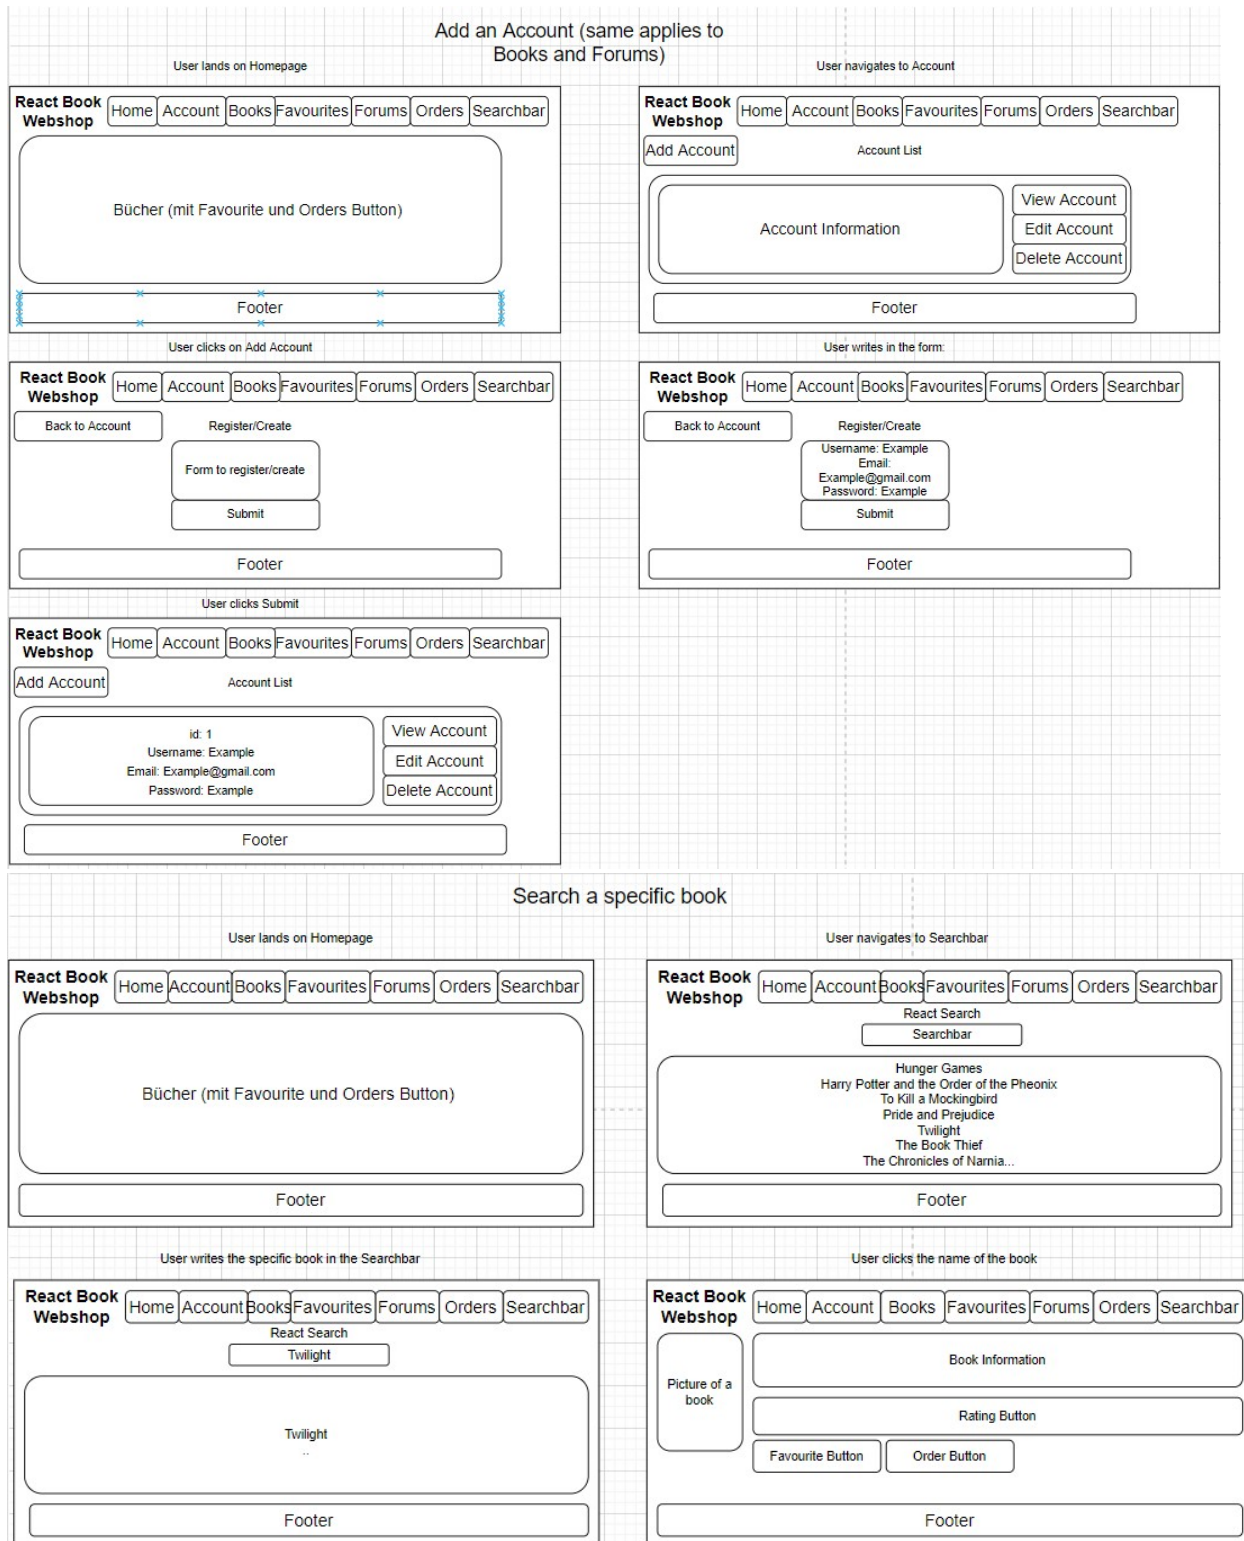 Add an Account (same applies to
Books and Forums)
User lands on Homepage
React Book
Webshop
Home Account Books Favourites Forums Orders Searchbar
Bücher (mit Favourite und Orders Button)
Footer
User navigates to Account
React Book
Webshop
Home Account Books Favourites Forums Orders Searchbar
Add Account
Account List
Account Information
View Account
Edit Account
Delete Account
Footer
User clicks on Add Account
React Book
Webshop
Home Account Books Favourites Forums Orders Searchbar
Back to Account
Register/Create
Form to register/create
Submit
Footer
User writes in the form:
React Book
Webshop
Home Account Books Favourites Forums Orders Searchbar
Back to Account
Register/Create
Username: Example
Email:
Example@gmail.com
Password: Example
Submit
Footer
User clicks Submit
React Book
Webshop
Home Account Books Favourites Forums Orders Searchbar
Add Account
Account List
id: 1
Username: Example
Email: Example@gmail.com
Password: Example
View Account
Edit Account
Delete Account
Footer
Search a specific book
User lands on Homepage
React Book
Webshop
Home Account Books Favourites Forums Orders Searchbar
Bücher (mit Favourite und Orders Button)
Footer
User navigates to Searchbar
React Book
Webshop
Home Account Books Favourites Forums Orders Searchbar
React Search
Searchbar
Hunger Games
Harry Potter and the Order of the Pheonix
To Kill a Mockingbird
Pride and Prejudice
Twilight
The Book Thief
The Chronicles of Narnia...
Footer
User writes the specific book in the Searchbar
React Book
Webshop
Home Account Books Favourites Forums Orders Searchbar
React Search
Twilight
Twilight
..
Footer
User clicks the name of the book
React Book
Webshop
Home Account Books Favourites Forums Orders Searchbar
Picture of a
book
Book Information
Rating Button
Favourite Button
Order Button
Footer